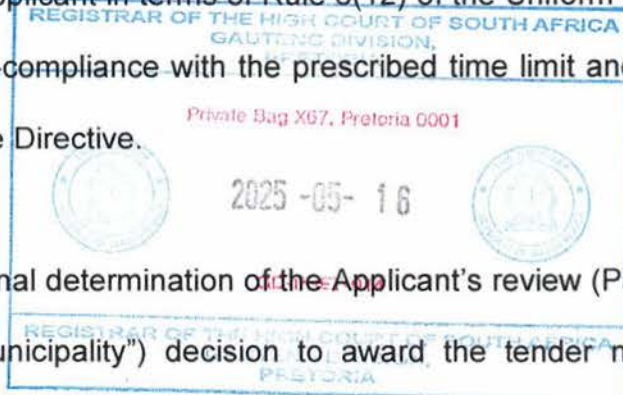 pplicant in terms of Rule 6(12) of the Uniform
REGISTRAR OF THE HIGH COURT OF SOUTH AFRICA
GAUTENG DIVISION,
-compliance with the prescribed time limit and
Private Bag X67, Pretoria 0001
e Directive.
2025 -05- 16
nal determination of the Applicant's review (P
REGISTRAR OF THE HIGH COURT OF SOUTH AFRICA
unicipality") decision to award the tender n
PRETORIA